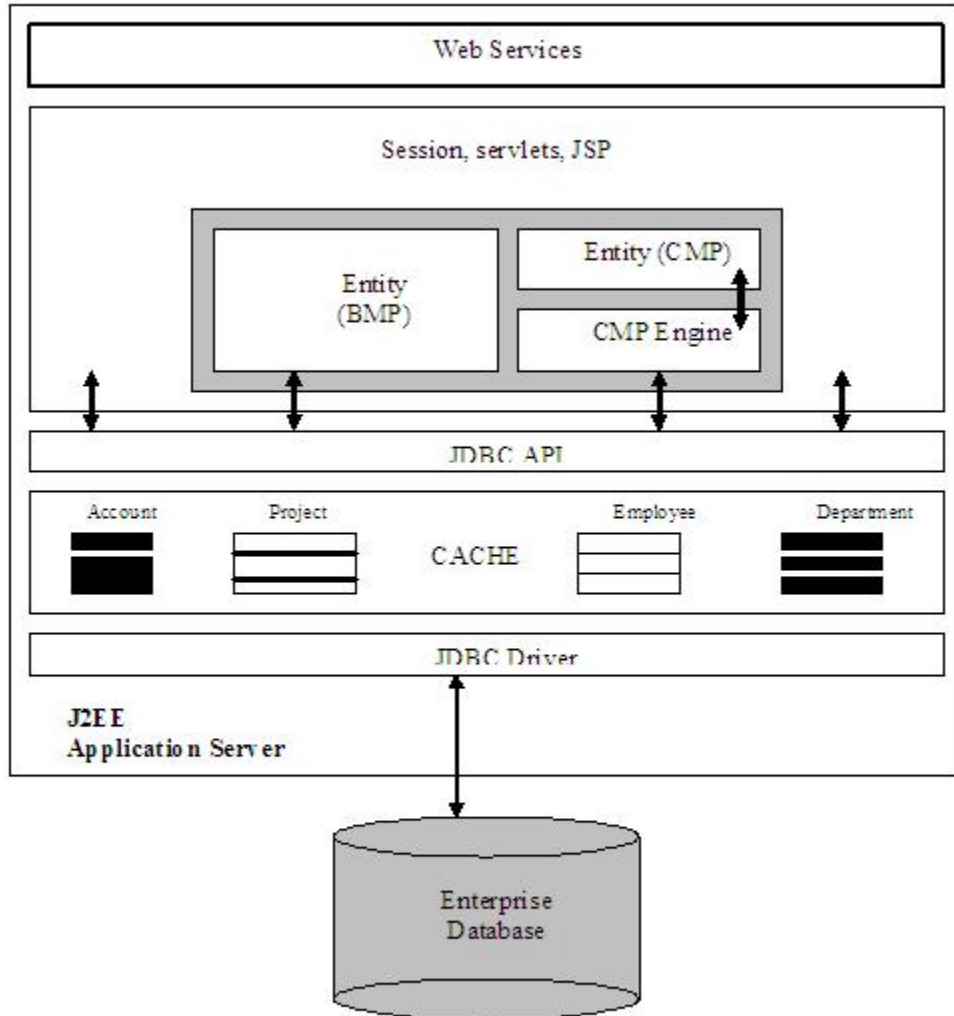 Web Services
Session, servlets, JSP
Entity
(BMP)
Entity (CMP)
CMP Engine
JDBC API
Account
Project
Employee
Department
CACHE
JDBC Driver
J2EE
Application Server
Enterprise
Database